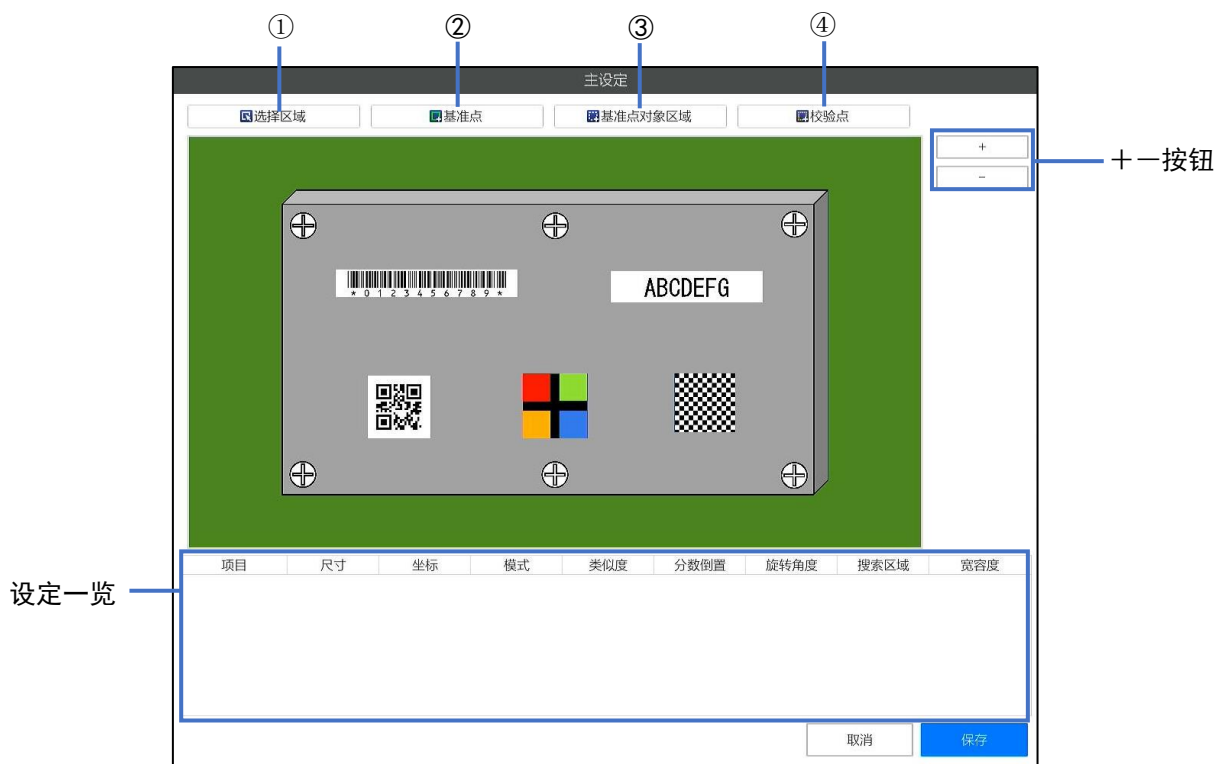 ① ② ③ ④
主设定
选择区域 基准点 基准点对象区域 校验点
+
-
＋－按钮
*0123456789*
ABCDEFG
设定一览
项目 尺寸 坐标 模式 类似度 分数倒置 旋转角度 搜索区域 宽容度
取消 保存